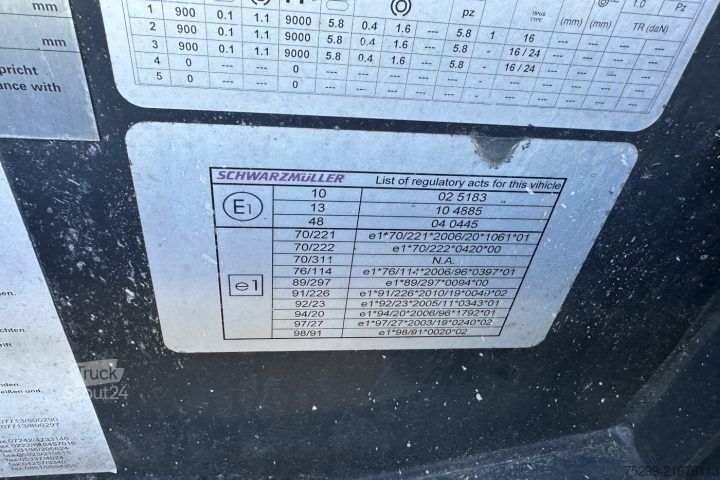 pz
1.0
Pz
(mm)
(mm)
TR (daN)
1 900 0.1 1.1 9000 5.8 0.4 1.6 --- 5.8 1 16 --- --- ---
2 900 0.1 1.1 9000 5.8 0.4 1.6 --- 5.8 - 16 / 24 --- --- ---
3 900 0.1 1.1 9000 5.8 0.4 1.6 --- 5.8 - 16 / 24 --- --- ---
4 0 --- --- 0
5 0 --- --- 0
mm
mm
pricht
ance with
SCHWARZMÜLLER List of regulatory acts for this vihicle
E1
10 02 5183
13 10 4885
48 04 0445
e1
70/221 e1*70/221*2006/20*1061*01
70/222 e1*70/222*0420*00
70/311 N.A.
76/114 e1*76/114*2006/96*0397*01
89/297 e1*89/297*0094*00
91/226 e1*91/226*2010/19*0049*02
92/23 e1*92/23*2005/11*0343*01
94/20 e1*94/20*2006/96*1792*01
97/27 e1*97/27*2003/19*0240*02
98/91 e1*98/91*0020*02
Truck
out24
07713/800290
07713/800297
75299-21676113